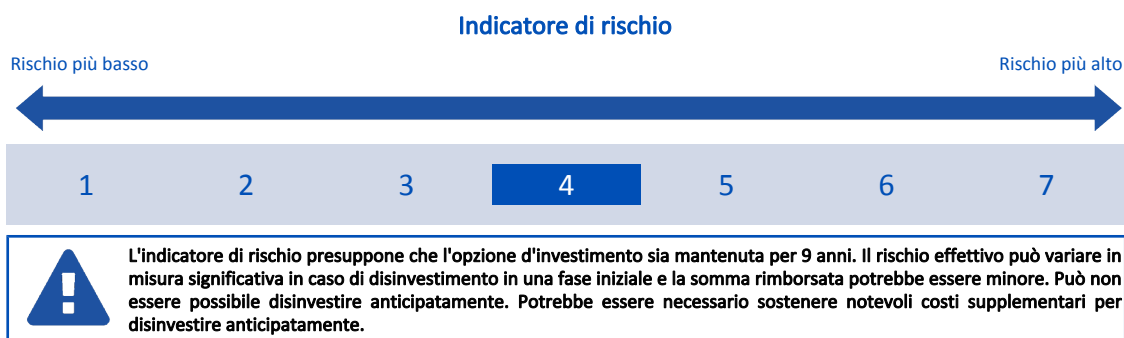 Indicatore di rischio
Rischio più basso
Rischio più alto
1 2 3 4 5 6 7
L'indicatore di rischio presuppone che l'opzione d'investimento sia mantenuta per 9 anni. Il rischio effettivo può variare in
misura significativa in caso di disinvestimento in una fase iniziale e la somma rimborsata potrebbe essere minore. Può non
essere possibile disinvestire anticipatamente. Potrebbe essere necessario sostenere notevoli costi supplementari per
disinvestire anticipatamente.